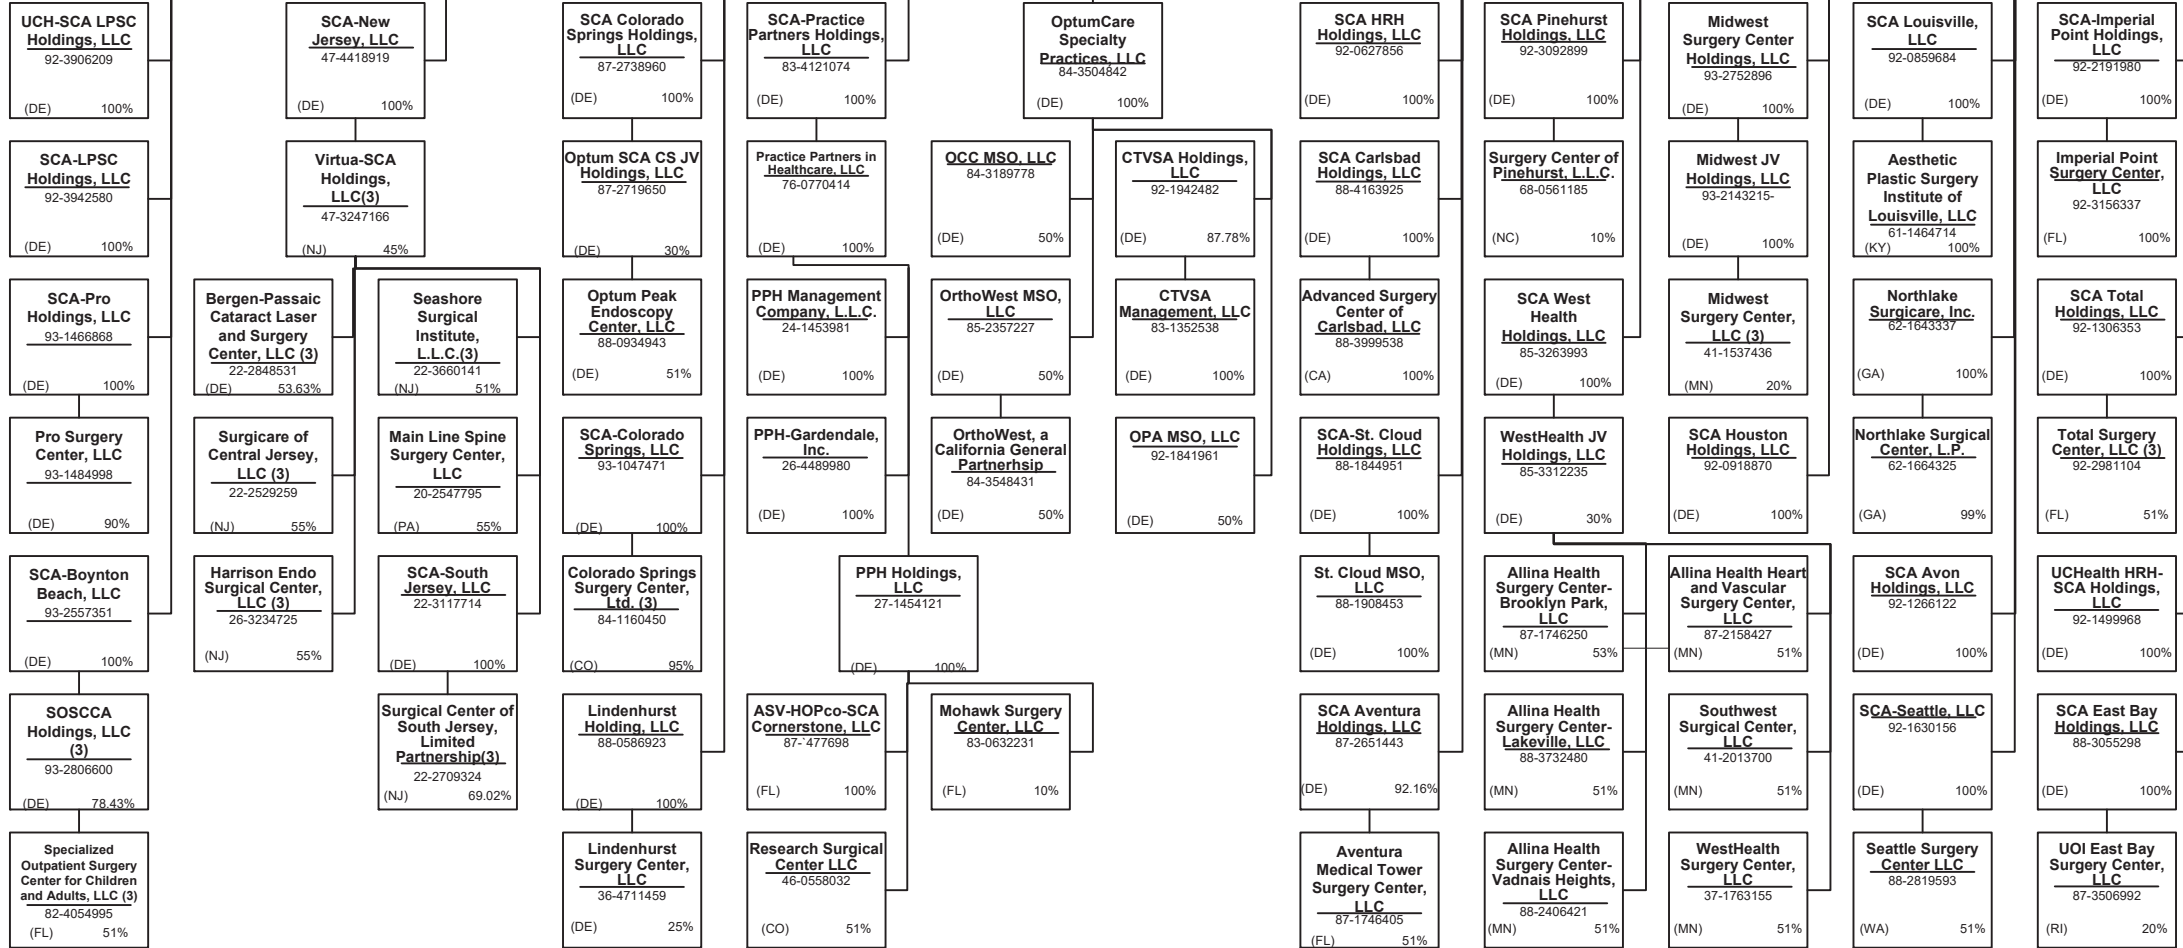 UCH-SCA LPSC
Holdings, LLC
92-3906209
(DE) 100%
SCA-New
Jersey, LLC
47-4418919
(DE) 100%
SCA Colorado
Springs Holdings,
LLC
87-2738960
(DE) 100%
SCA-Practice
Partners Holdings,
LLC
83-4121074
(DE) 100%
OptumCare
Specialty
Practices, LLC
84-3504842
(DE) 100%
SCA HRH
Holdings, LLC
92-0627856
(DE) 100%
SCA Pinehurst
Holdings, LLC
92-3092899
(DE) 100%
Midwest
Surgery Center
Holdings, LLC
93-2752896
(DE) 100%
SCA Louisville,
LLC
92-0859684
(DE) 100%
SCA-Imperial
Point Holdings,
LLC
92-2191980
(DE) 100%
SCA-LPSC
Holdings, LLC
92-3942580
(DE) 100%
Virtua-SCA
Holdings,
LLC(3)
47-3247166
(NJ) 45%
Optum SCA CS JV
Holdings, LLC
87-2719650
(DE) 30%
Practice Partners in
Healthcare, LLC
76-0770414
(DE) 100%
OCC MSO, LLC
84-3189778
(DE) 50%
CTVSA Holdings,
LLC
92-1942482
(DE) 87.78%
SCA Carlsbad
Holdings, LLC
88-4163925
(DE) 100%
Surgery Center of
Pinehurst, L.L.C.
68-0561185
(NC) 10%
Midwest JV
Holdings, LLC
93-2143215-
(DE) 100%
Aesthetic
Plastic Surgery
Institute of
Louisville, LLC
61-1464714
(KY) 100%
Imperial Point
Surgery Center,
LLC
92-3156337
(FL) 100%
SCA-Pro
Holdings, LLC
93-1466868
(DE) 100%
Bergen-Passaic
Cataract Laser
and Surgery
Center, LLC (3)
22-2848531
(DE) 53.63%
Seashore
Surgical
Institute,
L.L.C.(3)
22-3660141
(NJ) 51%
Optum Peak
Endoscopy
Center, LLC
88-0934943
(DE) 51%
PPH Management
Company, L.L.C.
24-1453981
(DE) 100%
OrthoWest MSO,
LLC
85-2357227
(DE) 50%
CTVSA
Management, LLC
83-1352538
(DE) 100%
Advanced Surgery
Center of
Carlsbad, LLC
88-3999538
(CA) 100%
SCA West
Health
Holdings, LLC
85-3263993
(DE) 100%
Midwest
Surgery Center,
LLC (3)
41-1537436
(MN) 20%
Northlake
Surgicare, Inc.
62-1643337
(GA) 100%
SCA Total
Holdings, LLC
92-1306353
(DE) 100%
Pro Surgery
Center, LLC
93-1484998
(DE) 90%
Surgicare of
Central Jersey,
LLC (3)
22-2529259
(NJ) 55%
Main Line Spine
Surgery Center,
LLC
20-2547795
(PA) 55%
SCA-Colorado
Springs, LLC
93-1047471
(DE) 100%
PPH-Gardendale,
Inc.
26-4489980
(DE) 100%
OrthoWest, a
California General
Partnerhsip
84-3548431
(DE) 50%
OPA MSO, LLC
92-1841961
(DE) 50%
SCA-St. Cloud
Holdings, LLC
88-1844951
(DE) 100%
WestHealth JV
Holdings, LLC
85-3312235
(DE) 30%
SCA Houston
Holdings, LLC
92-0918870
(DE) 100%
Northlake Surgical
Center, L.P.
62-1664325
(GA) 99%
Total Surgery
Center, LLC (3)
92-2981104
(FL) 51%
SCA-Boynton
Beach, LLC
93-2557351
(DE) 100%
Harrison Endo
Surgical Center,
LLC (3)
26-3234725
(NJ) 55%
SCA-South
Jersey, LLC
22-3117714
(DE) 100%
Colorado Springs
Surgery Center,
Ltd. (3)
84-1160450
(CO) 95%
PPH Holdings,
LLC
27-1454121
(DE) 100%
St. Cloud MSO,
LLC
88-1908453
(DE) 100%
Allina Health
Surgery Center-
Brooklyn Park,
LLC
87-1746250
(MN) 53%
Allina Health Heart
and Vascular
Surgery Center,
LLC
87-2158427
(MN) 51%
SCA Avon
Holdings, LLC
92-1266122
(DE) 100%
UCHealth HRH-
SCA Holdings,
LLC
92-1499968
(DE) 100%
SOSCCA
Holdings, LLC
(3)
93-2806600
(DE) 78.43%
Surgical Center of
South Jersey,
Limited
Partnership(3)
22-2709324
(NJ) 69.02%
Lindenhurst
Holding, LLC
88-0586923
(DE) 100%
ASV-HOPco-SCA
Cornerstone, LLC
87-`477698
(FL) 100%
Mohawk Surgery
Center, LLC
83-0632231
(FL) 10%
SCA Aventura
Holdings, LLC
87-2651443
(DE) 92.16%
Allina Health
Surgery Center-
Lakeville, LLC
88-3732480
(MN) 51%
Southwest
Surgical Center,
LLC
41-2013700
(MN) 51%
SCA-Seattle, LLC
92-1630156
(DE) 100%
SCA East Bay
Holdings, LLC
88-3055298
(DE) 100%
Specialized
Outpatient Surgery
Center for Children
and Adults, LLC (3)
82-4054995
(FL) 51%
Lindenhurst
Surgery Center,
LLC
36-4711459
(DE) 25%
Research Surgical
Center LLC
46-0558032
(CO) 51%
Aventura
Medical Tower
Surgery Center,
LLC
87-1746405
(FL) 51%
Allina Health
Surgery Center-
Vadnais Heights,
LLC
88-2406421
(MN) 51%
WestHealth
Surgery Center,
LLC
37-1763155
(MN) 51%
Seattle Surgery
Center LLC
88-2819593
(WA) 51%
UOI East Bay
Surgery Center,
LLC
87-3506992
(RI) 20%